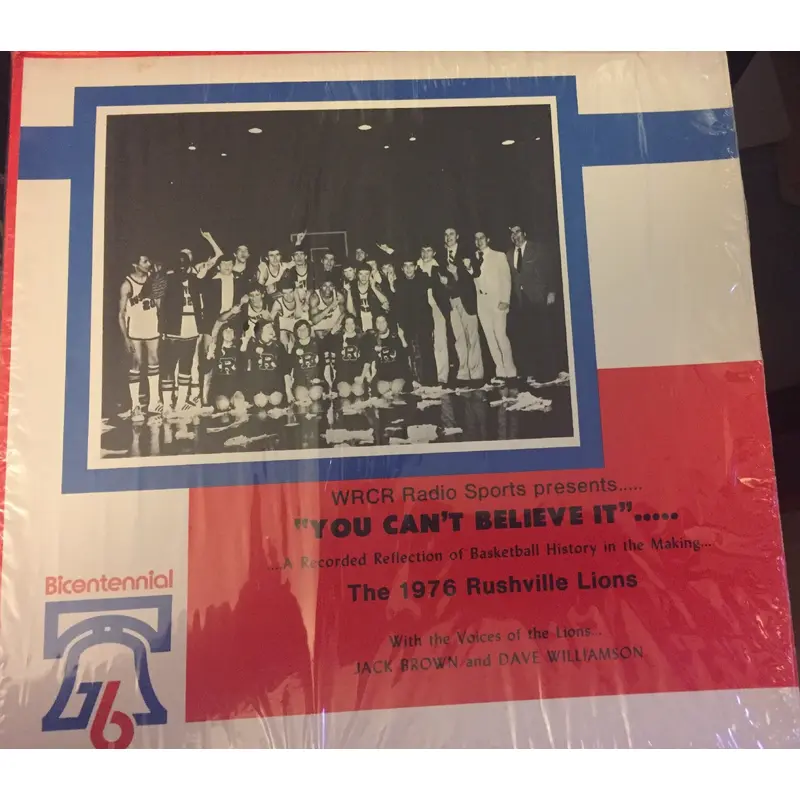 WRCR Radio Sports presents.....
"YOU CAN'T BELIEVE IT".....
....A Recorded Reflection of Basketball History in the Making...
The 1976 Rushville Lions
With the Voices of the Lions...
JACK BROWN and DAVE WILLIAMSON
Bicentennial
76
R R R R R